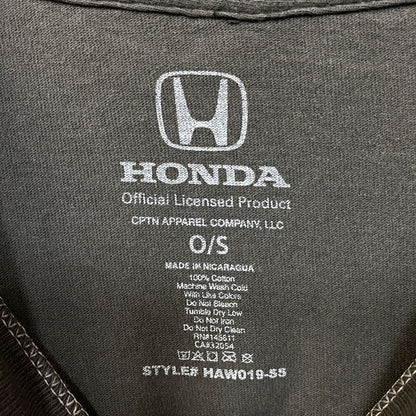 HONDA
Official Licensed Product
CPTN APPAREL COMPANY, LLC
O/S
MADE IN NICARAGUA
100% Cotton
Machine Wash Cold
With Like Colors
Do Not Bleach
Tumble Dry Low
Do Not Iron
Do Not Dry Clean
RN#145611
CA#32054
STYLE# HAW019-SS